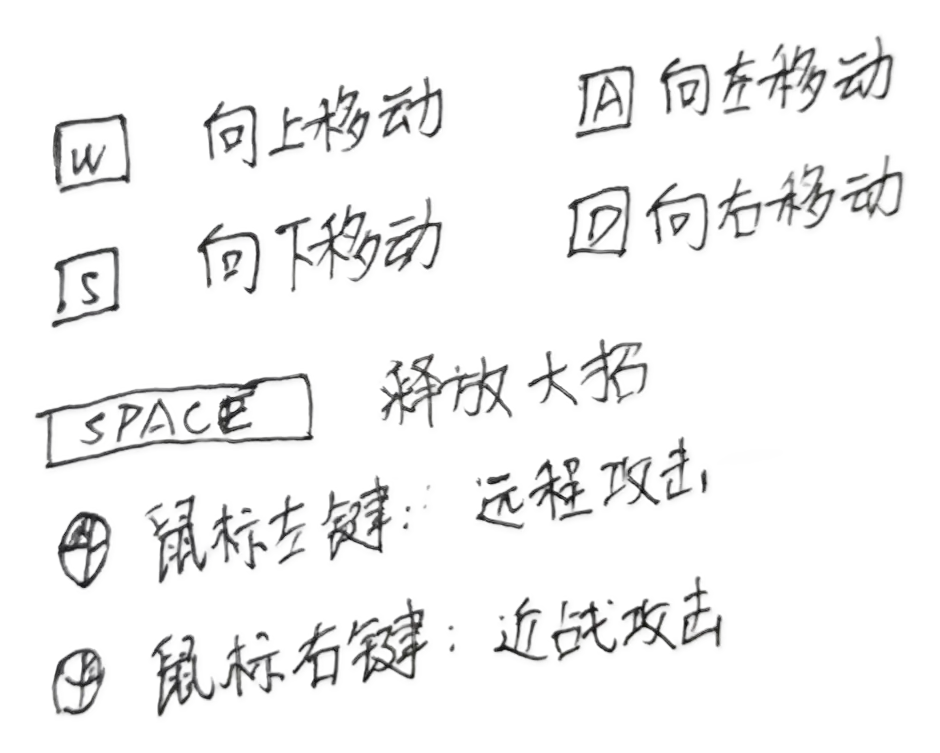 W 向上移动 A 向左移动
S 向下移动 D 向右移动
SPACE 释放大招
鼠标左键: 远程攻击
鼠标右键: 近战攻击